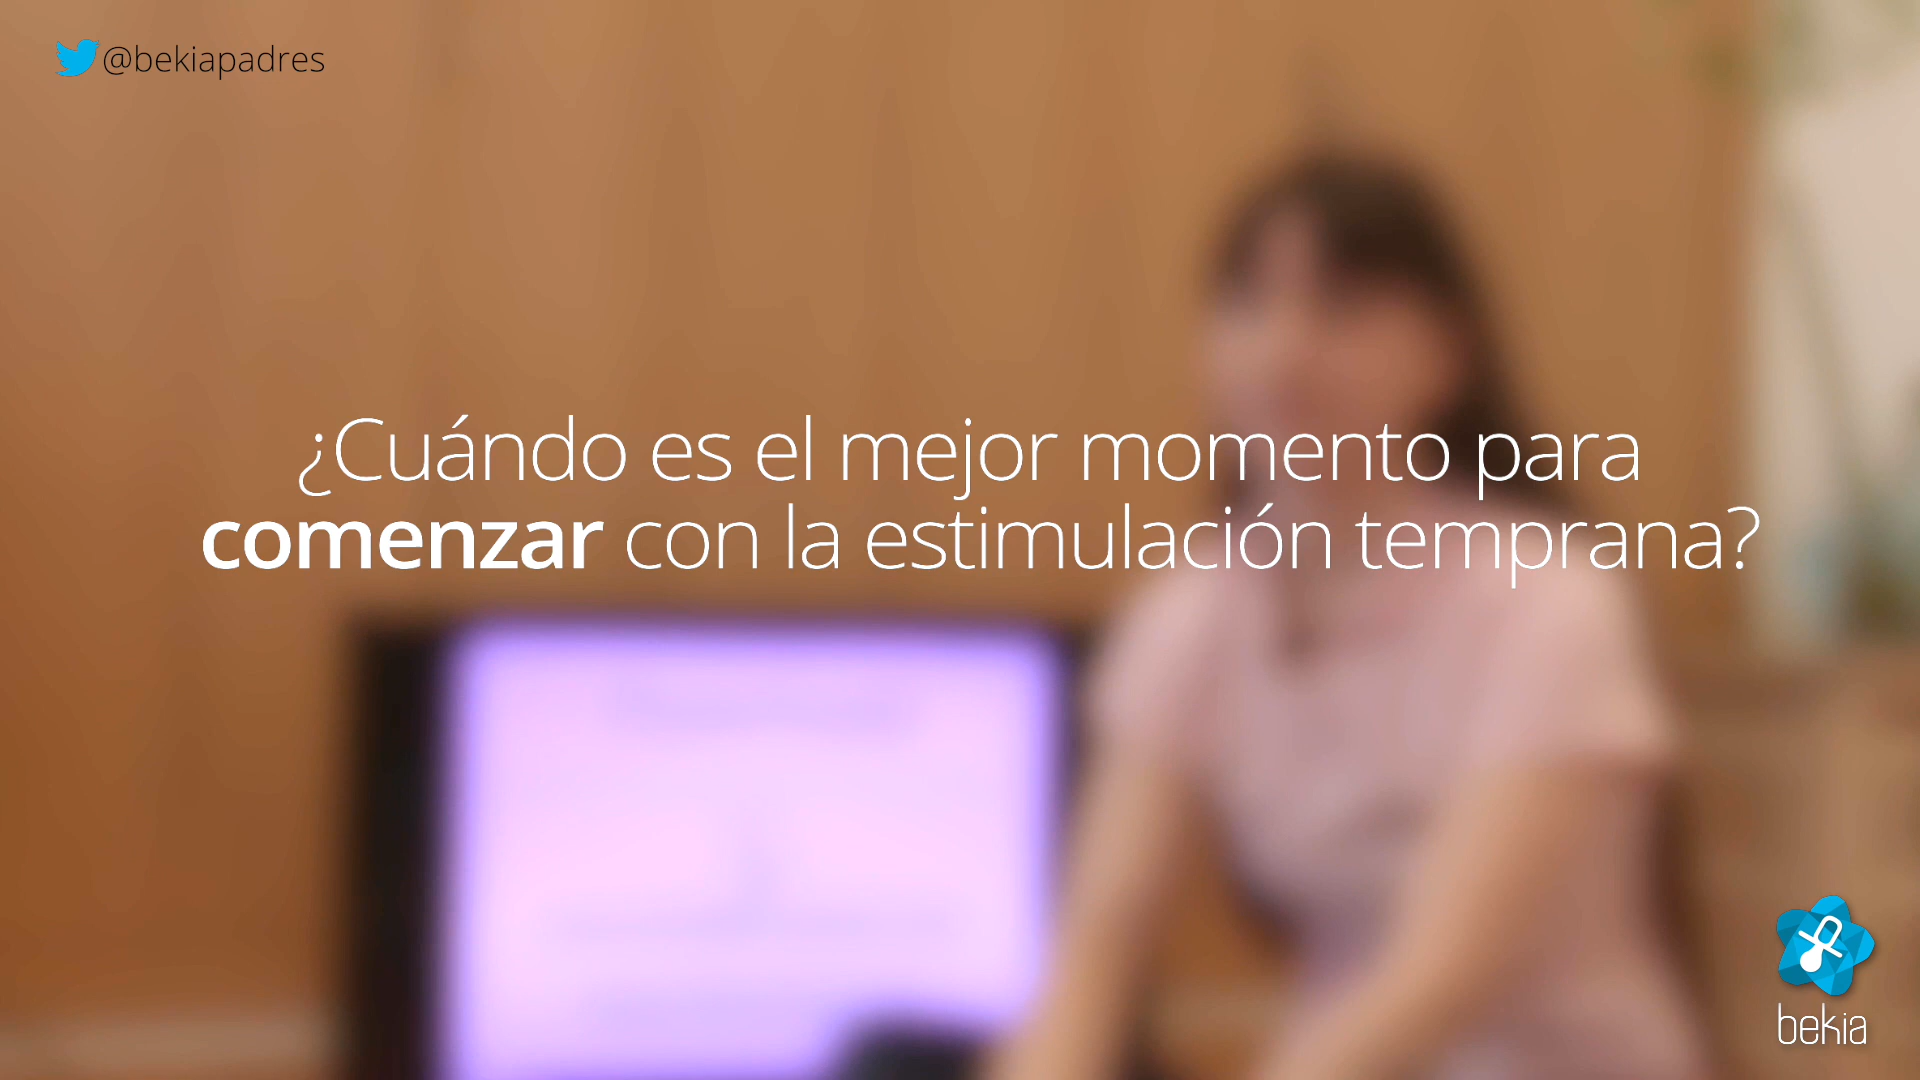 @bekiapadres
¿Cuándo es el mejor momento para
comenzar con la estimulación temprana?
bekia